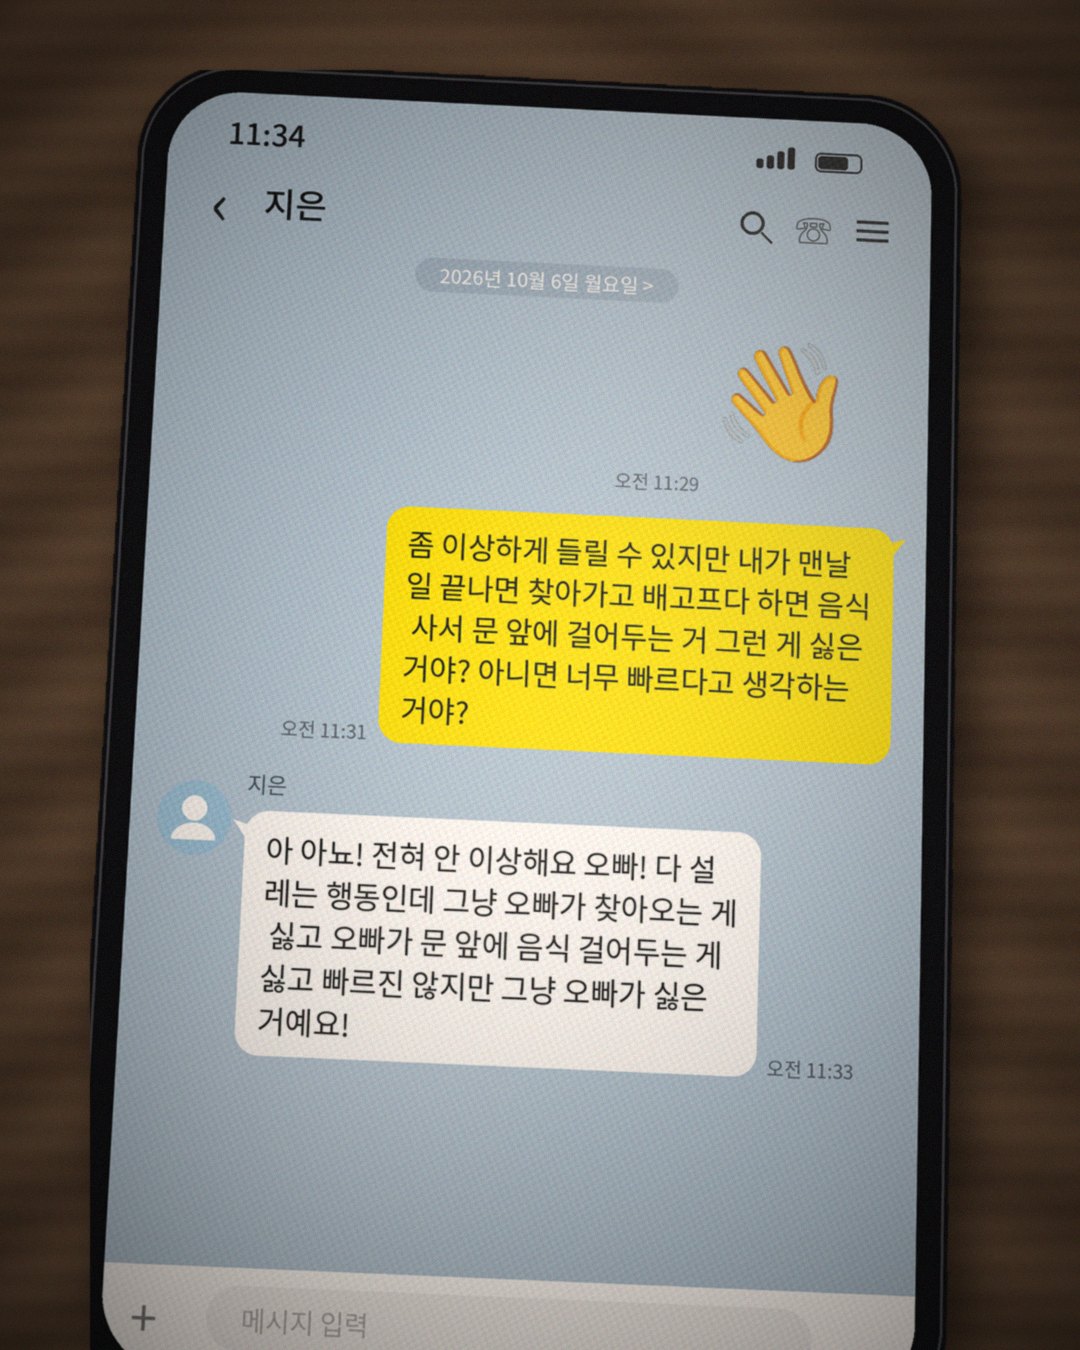 11:34
지은
2026년 10월 6일 월요일 >
오전 11:29
좀 이상하게 들릴 수 있지만 내가 맨날
일 끝나면 찾아가고 배고프다 하면 음식
사서 문 앞에 걸어두는 거 그런 게 싫은
거야? 아니면 너무 빠르다고 생각하는
거야?
오전 11:31
지은
아 아뇨! 전혀 안 이상해요 오빠! 다 설
레는 행동인데 그냥 오빠가 찾아오는 게
싫고 오빠가 문 앞에 음식 걸어두는 게
싫고 빠르진 않지만 그냥 오빠가 싫은
거예요!
오전 11:33
+ 메시지 입력